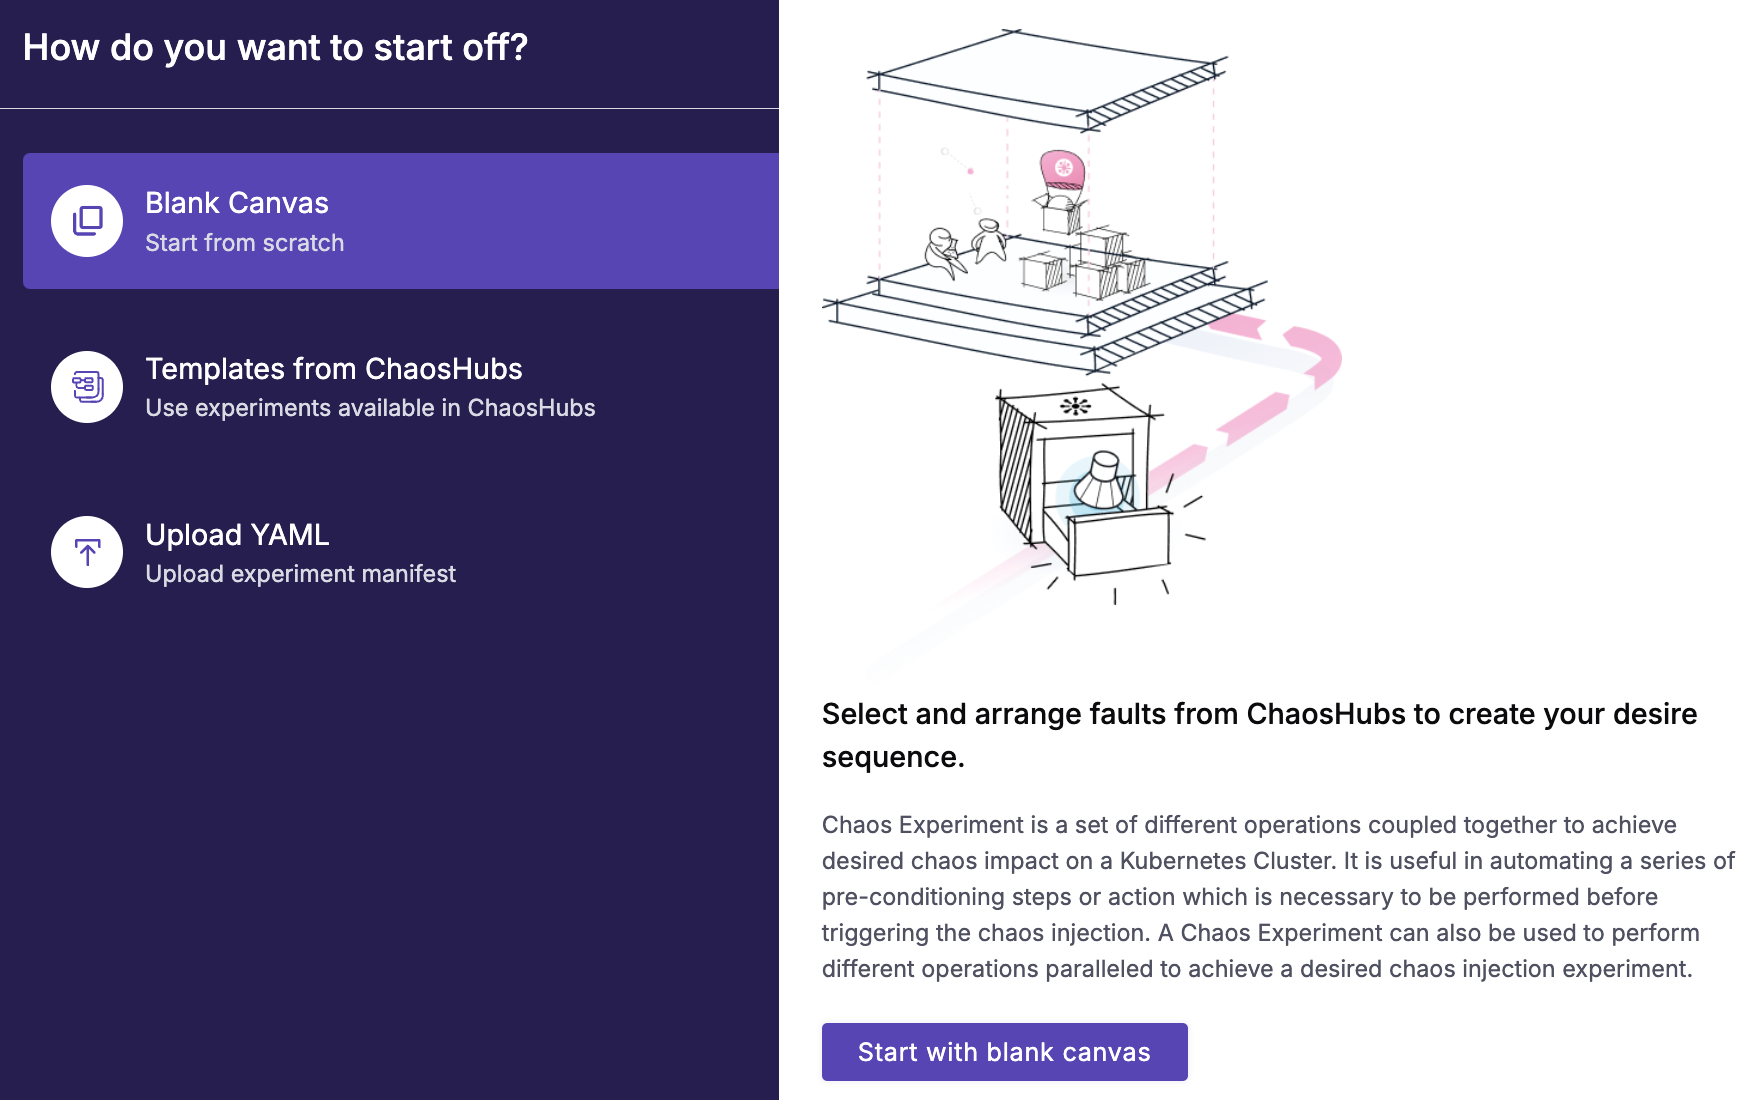 How do you want to start off?
Blank Canvas
Start from scratch
Templates from ChaosHubs
Use experiments available in ChaosHubs
Upload YAML
Upload experiment manifest
Select and arrange faults from ChaosHubs to create your desire
sequence.
Chaos Experiment is a set of different operations coupled together to achieve
desired chaos impact on a Kubernetes Cluster. It is useful in automating a series of
pre-conditioning steps or action which is necessary to be performed before
triggering the chaos injection. A Chaos Experiment can also be used to perform
different operations paralleled to achieve a desired chaos injection experiment.
Start with blank canvas